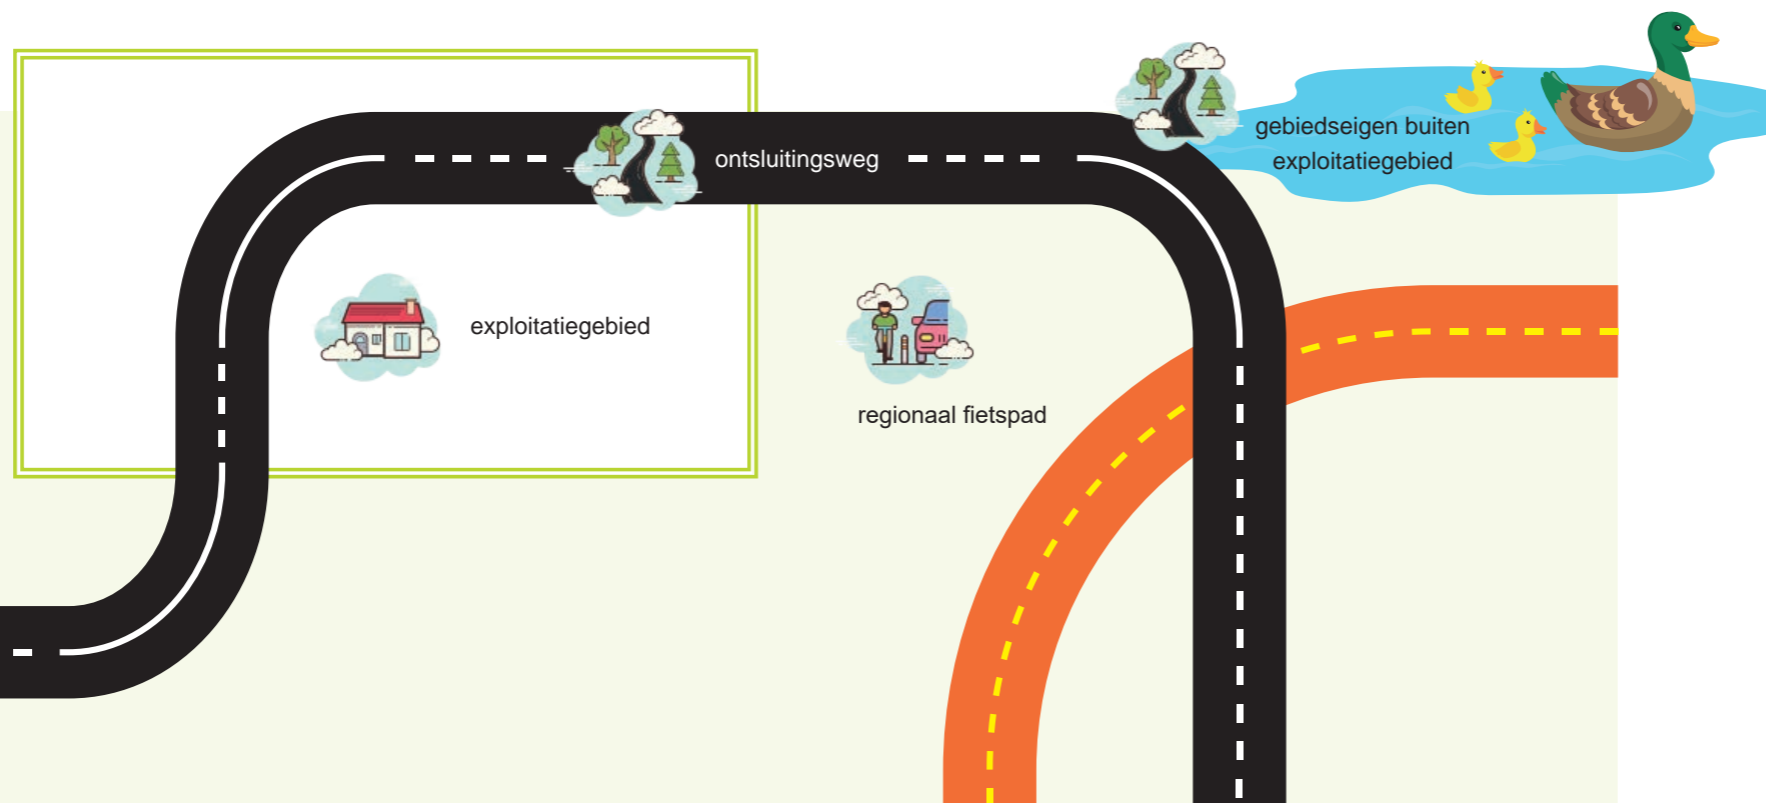 gebiedseigen buiten
exploitatiegebied
ontsluitingsweg
exploitatiegebied
regionaal fietspad